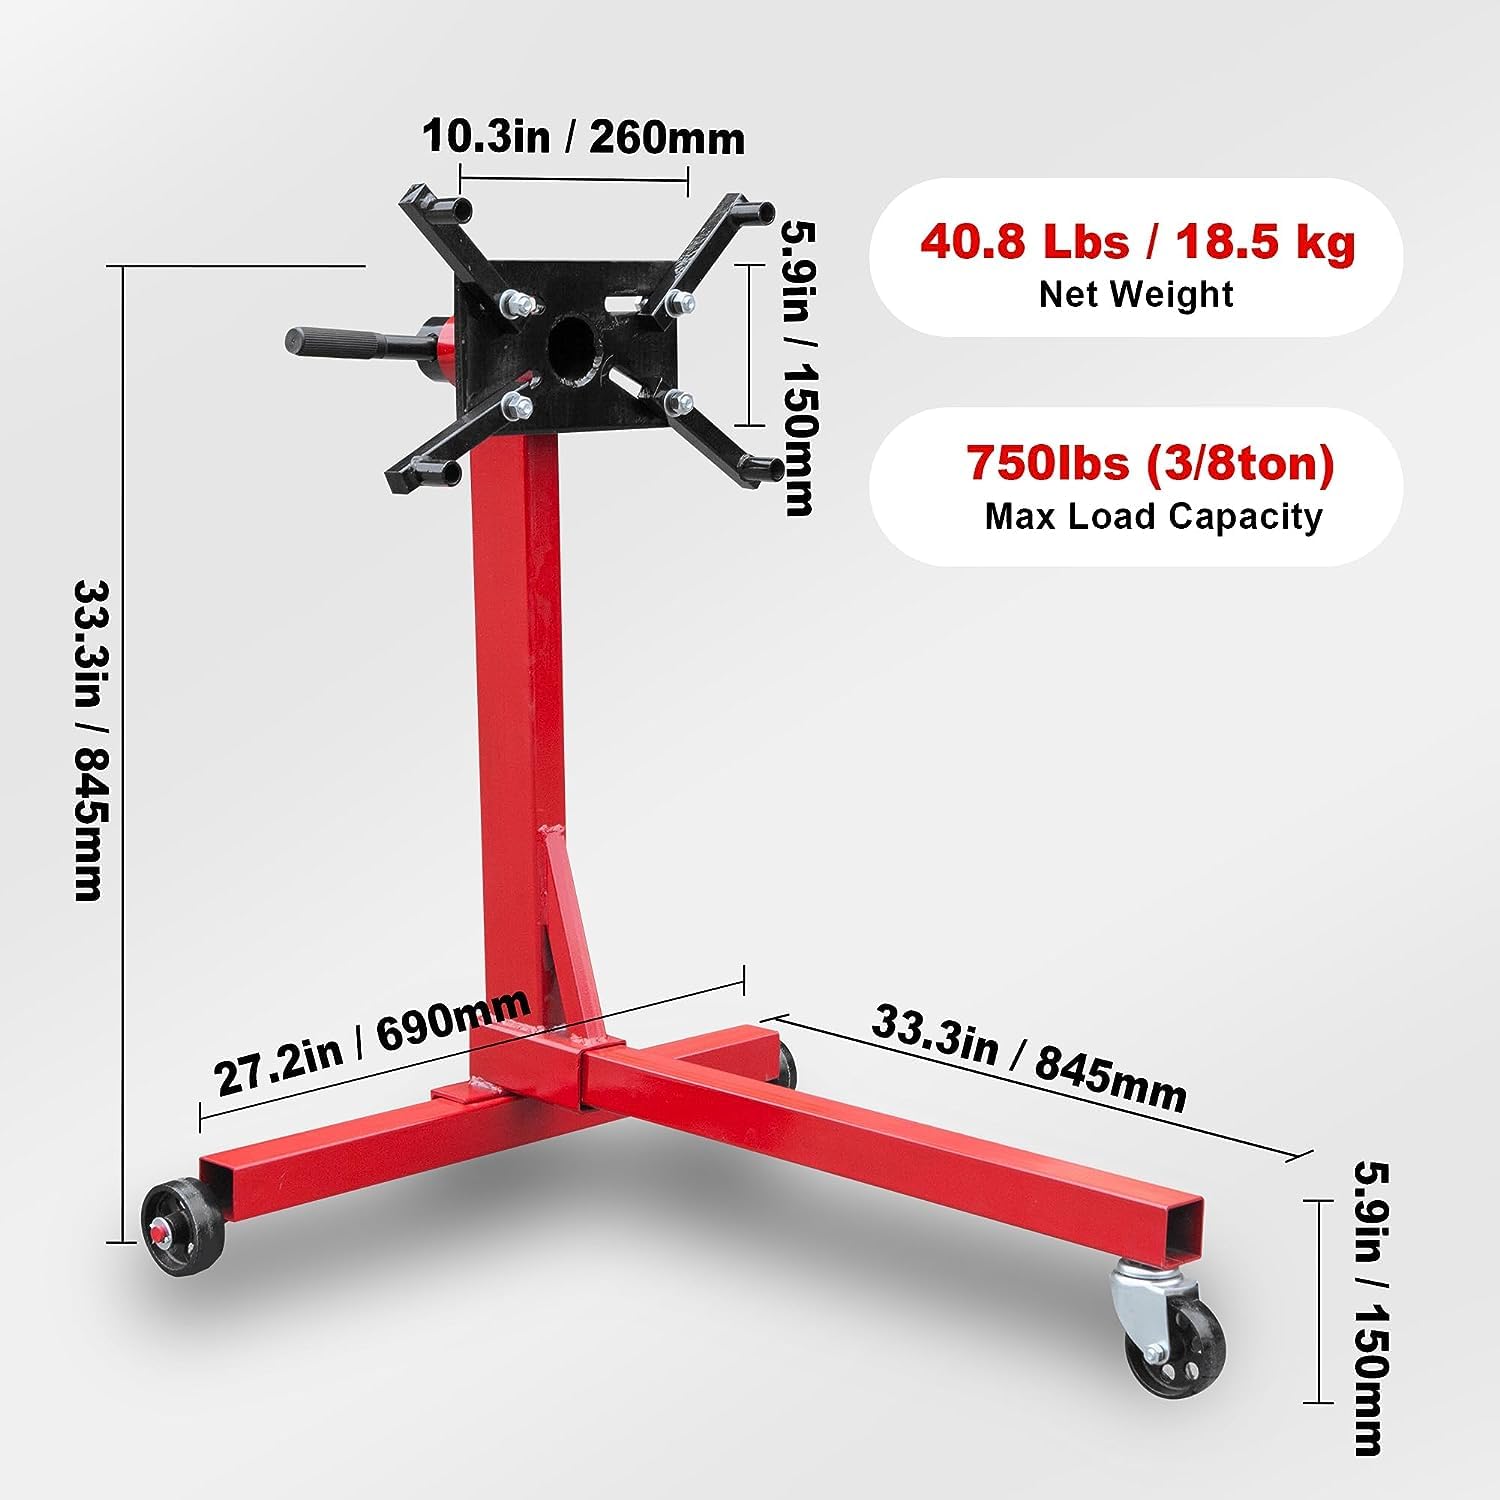 10.3in / 260mm
40.8 Lbs / 18.5 kg
Net Weight
5.9in / 150mm
750lbs (3/8ton)
Max Load Capacity
33.3in / 845mm
27.2in / 690mm
33.3in / 845mm
5.9in / 150mm